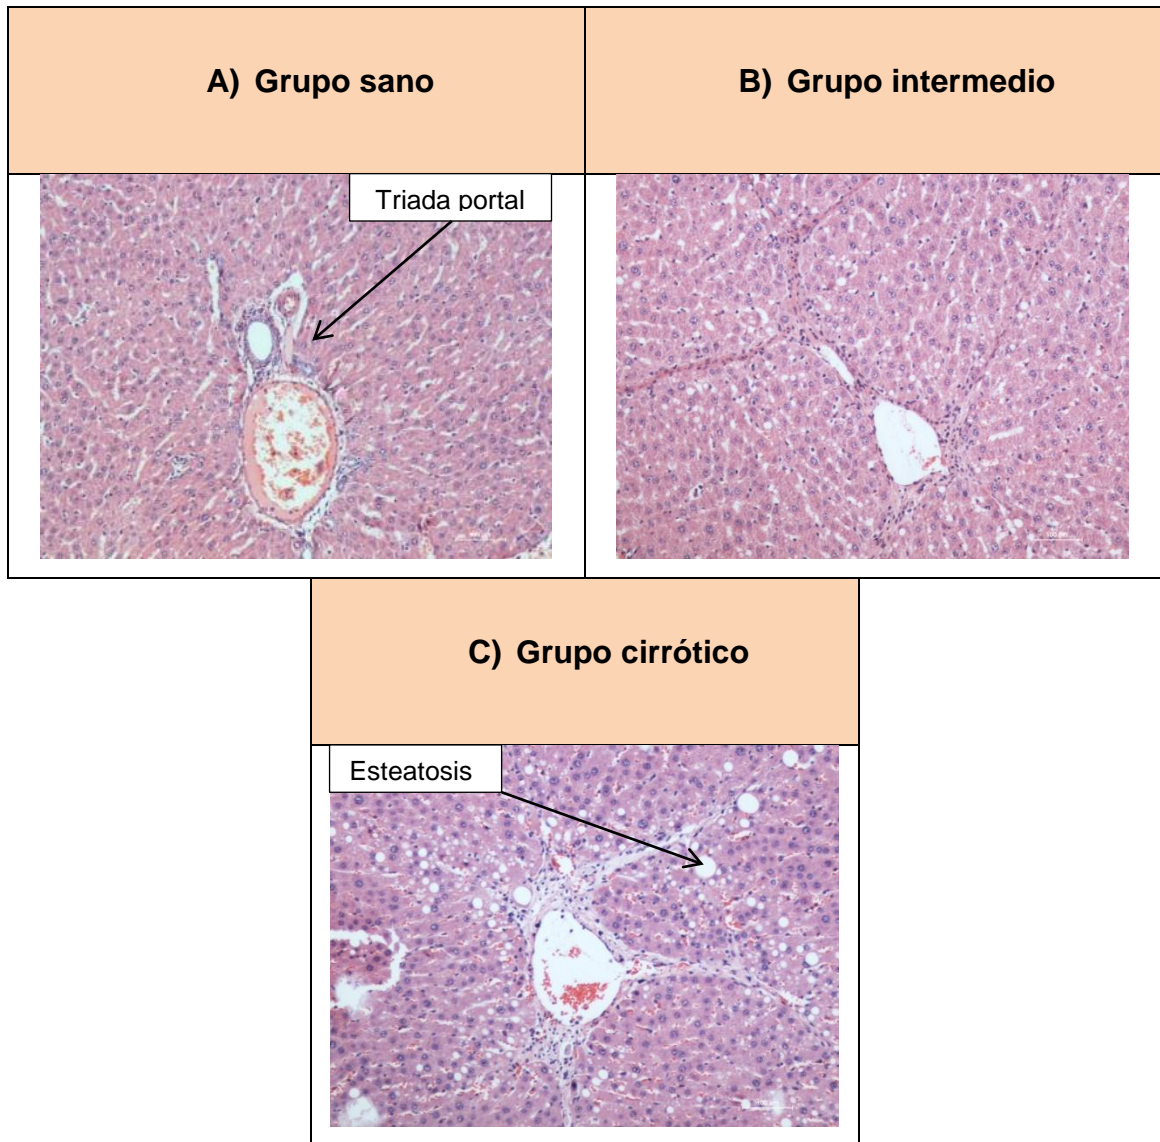 A) Grupo sano
B) Grupo intermedio
Triada portal
C) Grupo cirrótico
Esteatosis